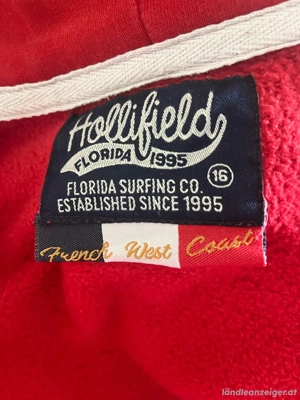 Hollifield
FLORIDA 1995
16
FLORIDA SURFING CO.
ESTABLISHED SINCE 1995
French West Coast
ländleanzeiger.at